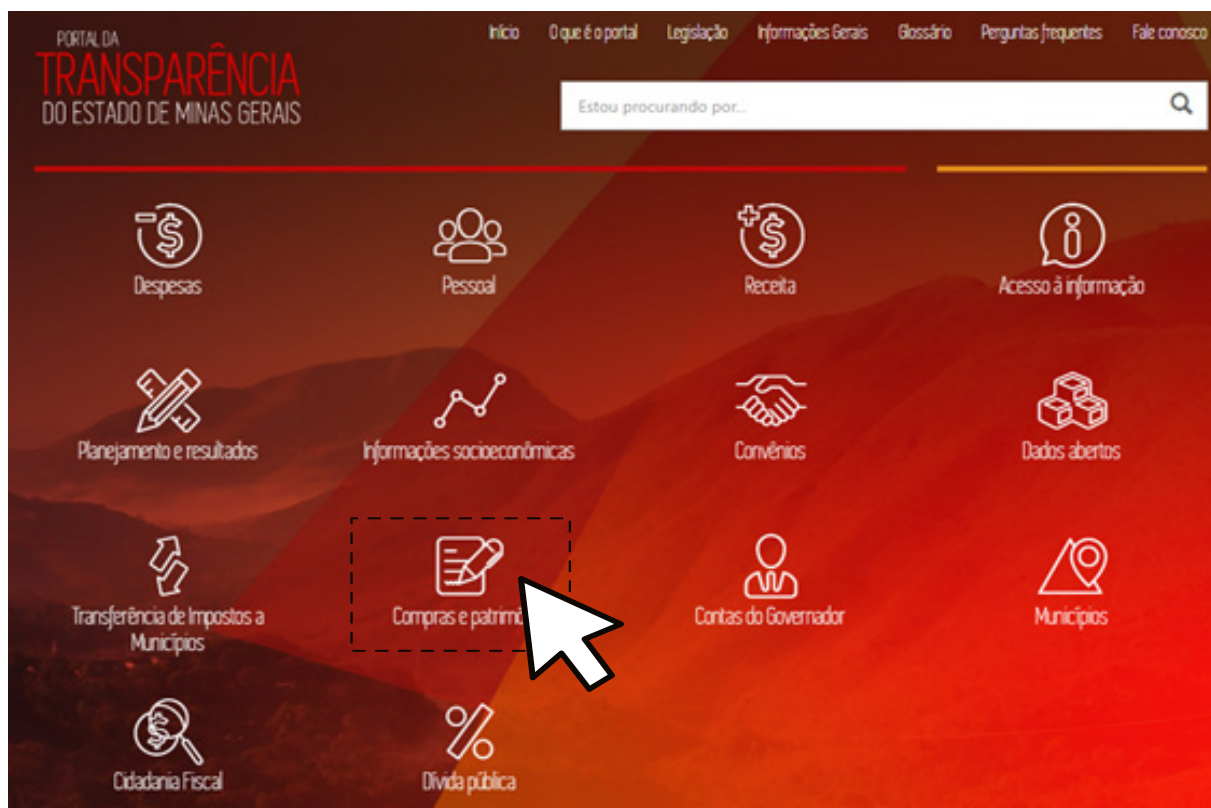 PORTAL DA
TRANSPARÊNCIA
DO ESTADO DE MINAS GERAIS
Início O que é o portal Legislação Informações Gerais Glossário Perguntas frequentes Fale conosco
Estou procurando por...
Despesas
Pessoal
Receita
Acesso à informação
Planejamento e resultados
Informações socioeconômicas
Convênios
Dados abertos
Transferência de Impostos a
Municípios
Compras e
Contas do Governador
Municípios
Cidadania Fiscal
Dívida pública